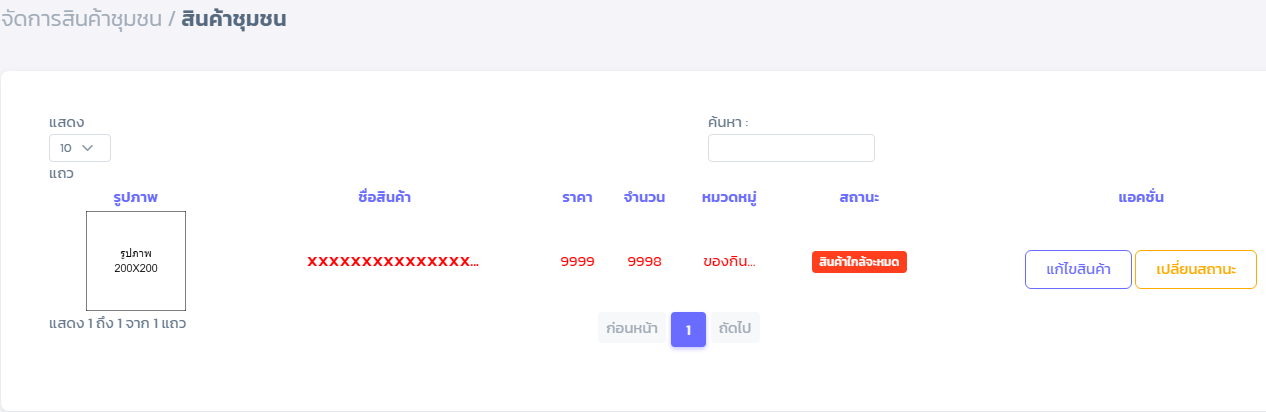 จัดการสินค้าชุมชน / สินค้าชุมชน
แสดง
10
แถว
ค้นหา :
รูปภาพ ชื่อสินค้า ราคา จำนวน หมวดหมู่ สถานะ แอคชั่น
รูปภาพ
200X200
XXXXXXXXXXXXXXX... 9999 9998 ของกิน... สินค้าใกล้จะหมด แก้ไขสินค้า เปลี่ยนสถานะ
แสดง 1 ถึง 1 จาก 1 แถว
ก่อนหน้า 1 ถัดไป